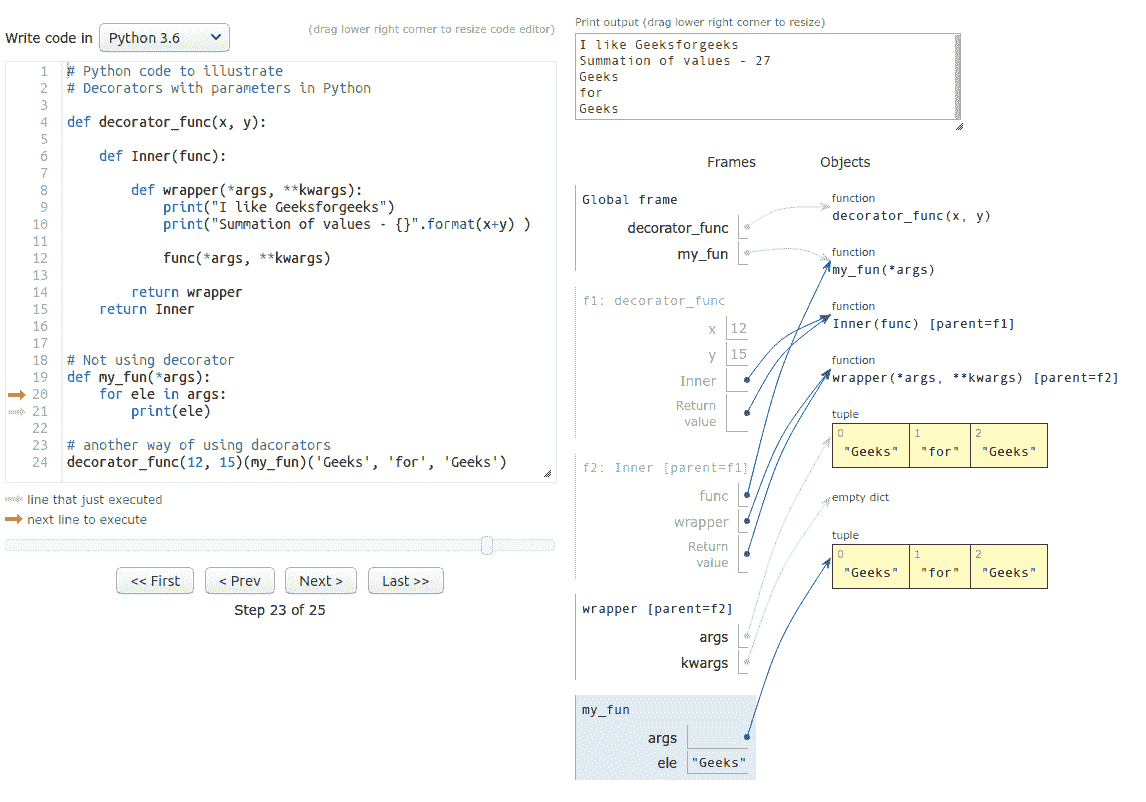 Write code in Python 3.6
(drag lower right corner to resize code editor)
1 # Python code to illustrate
2 # Decorators with parameters in Python
3
4 def decorator_func(x, y):
5
6     def Inner(func):
7
8         def wrapper(*args, **kwargs):
9             print("I like Geeksforgeeks")
10             print("Summation of values - {}".format(x+y) )
11
12             func(*args, **kwargs)
13
14         return wrapper
15     return Inner
16
17
18 # Not using decorator
19 def my_fun(*args):
20     for ele in args:
21         print(ele)
22
23 # another way of using dacorators
24 decorator_func(12, 15)(my_fun)('Geeks', 'for', 'Geeks')
line that just executed
next line to execute
<< First < Prev Next > Last >>
Step 23 of 25
Print output (drag lower right corner to resize)
I like Geeksforgeeks
Summation of values - 27
Geeks
for
Geeks
Frames Objects
Global frame
decorator_func
my_fun
f1: decorator_func
x 12
y 15
Inner
Return
value
f2: Inner [parent=f1]
func
wrapper
Return
value
wrapper [parent=f2]
args
kwargs
my_fun
args
ele "Geeks"
function
decorator_func(x, y)
function
my_fun(*args)
function
Inner(func) [parent=f1]
function
wrapper(*args, **kwargs) [parent=f2]
tuple
0 1 2
"Geeks" "for" "Geeks"
empty dict
tuple
0 1 2
"Geeks" "for" "Geeks"